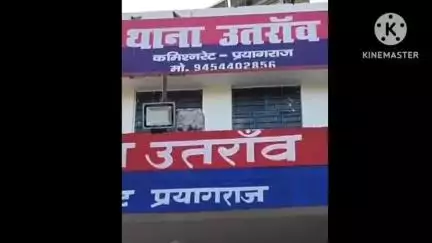 थाना उतराॅंव
कमिश्नरेट - प्रयागराज
मो. 9454402856
KINEMASTER
उतराॅंव
प्रयागराज